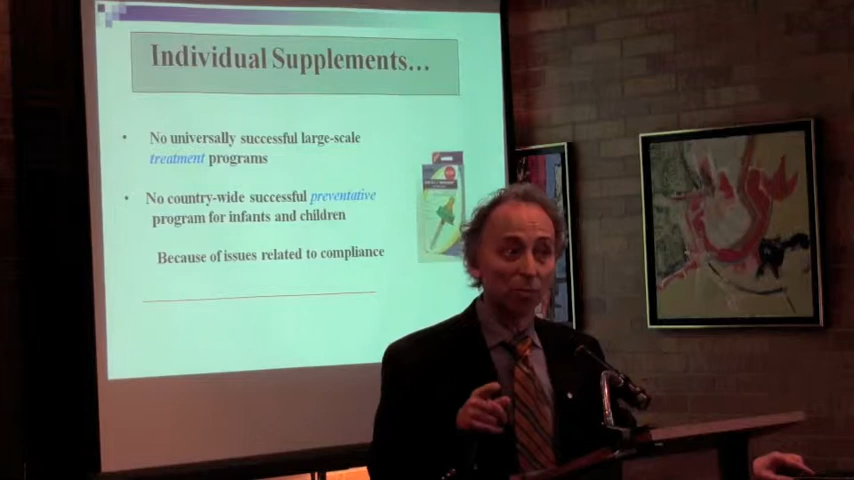 Individual Supplements…
• No universally successful large-scale
treatment programs
• No country-wide successful preventative
program for infants and children
Because of issues related to compliance